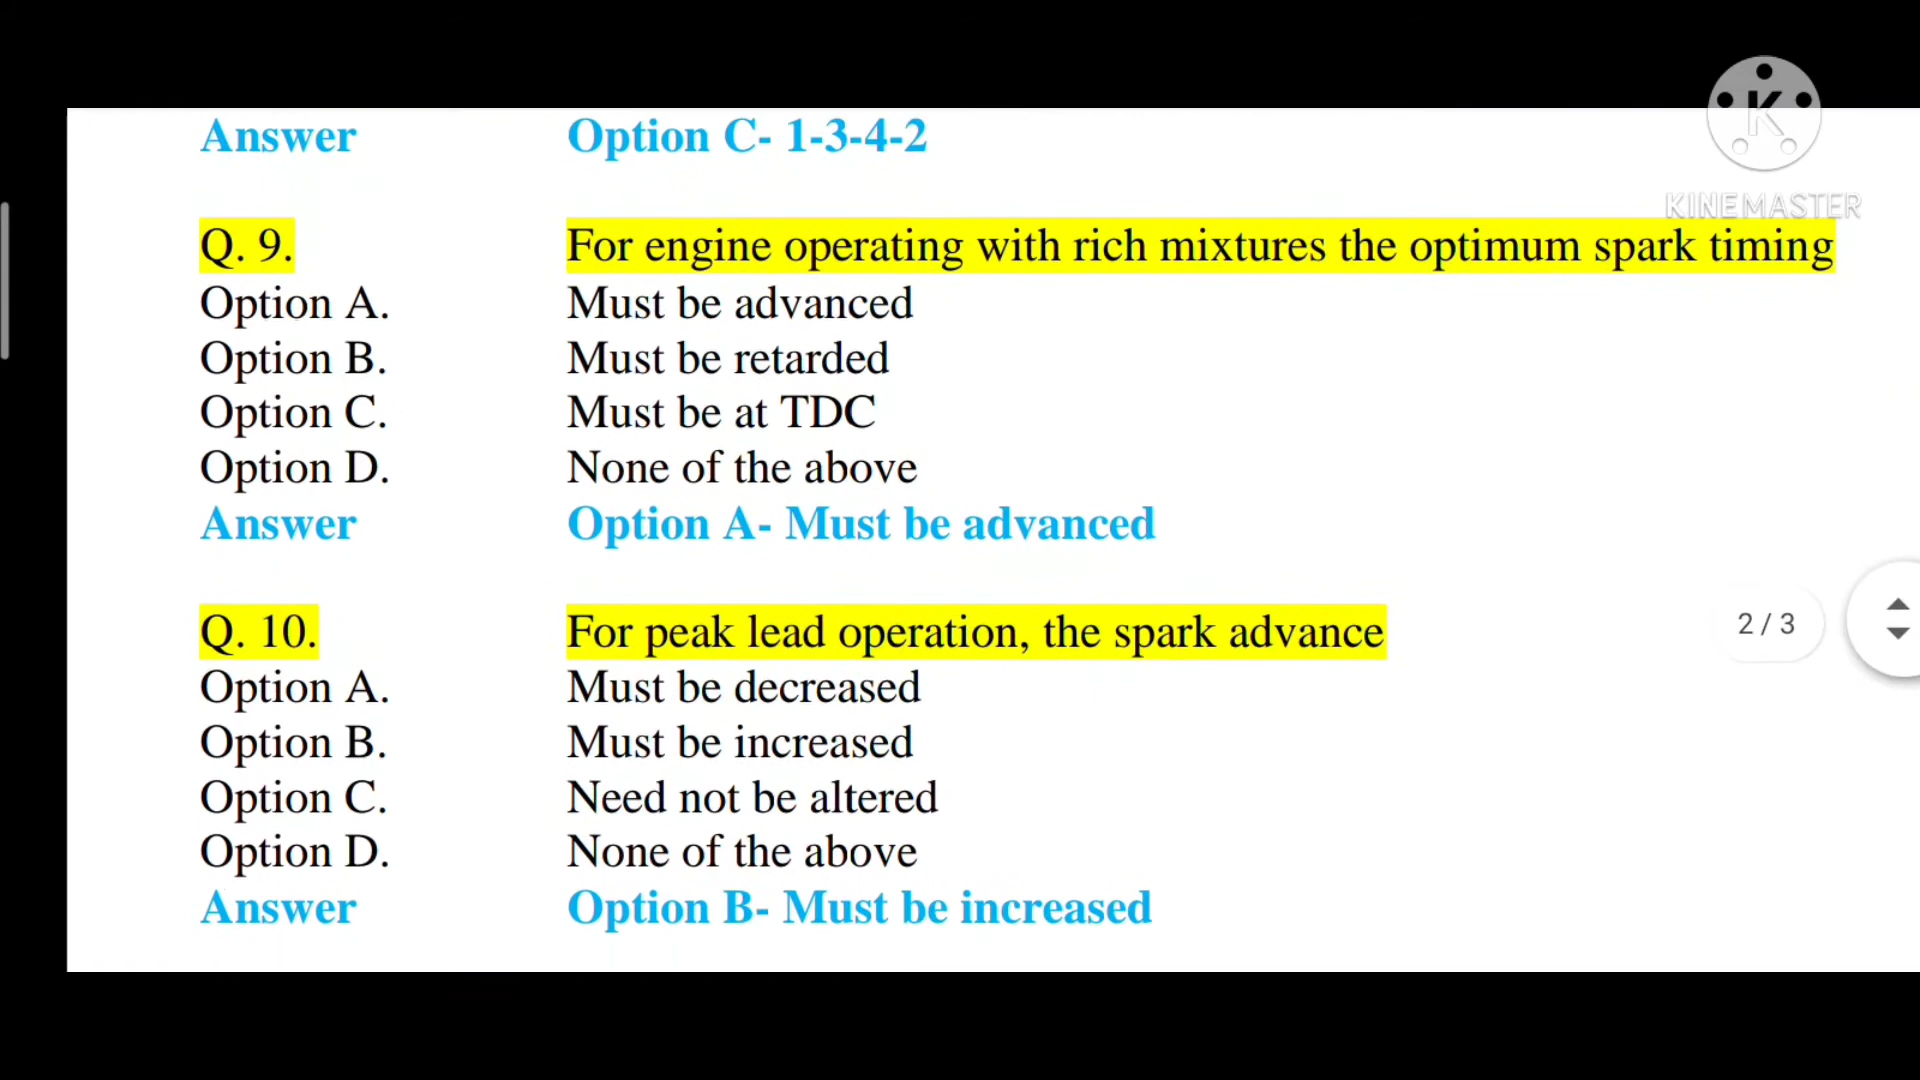 Answer Option C- 1-3-4-2
K
KINEMASTER
Q. 9. For engine operating with rich mixtures the optimum spark timing
Option A. Must be advanced
Option B. Must be retarded
Option C. Must be at TDC
Option D. None of the above
Answer Option A- Must be advanced
Q. 10. For peak lead operation, the spark advance
2 / 3
Option A. Must be decreased
Option B. Must be increased
Option C. Need not be altered
Option D. None of the above
Answer Option B- Must be increased